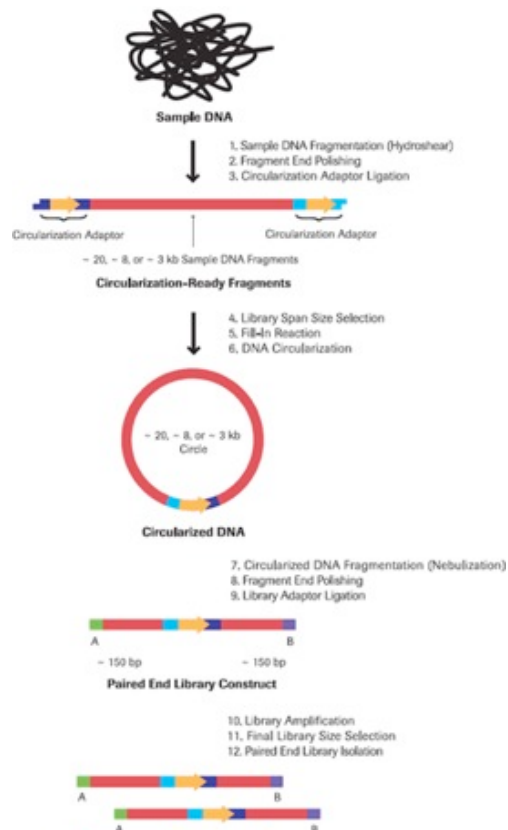 Sample DNA
1. Sample DNA Fragmentation (Hydroshear)
2. Fragment End Polishing
3. Circularization Adaptor Ligation
Circularization Adaptor
Circularization Adaptor
~ 20, ~ 8, or ~ 3 kb Sample DNA Fragments
Circularization-Ready Fragments
4. Library Span Size Selection
5. Fill-In Reaction
6. DNA Circularization
~ 20, ~ 8, or ~ 3 kb
Circle
Circularized DNA
7. Circularized DNA Fragmentation (Nebulization)
8. Fragment End Polishing
9. Library Adaptor Ligation
A B
~ 150 bp ~ 150 bp
Paired End Library Construct
10. Library Amplification
11. Final Library Size Selection
12. Paired End Library Isolation
A B
A B